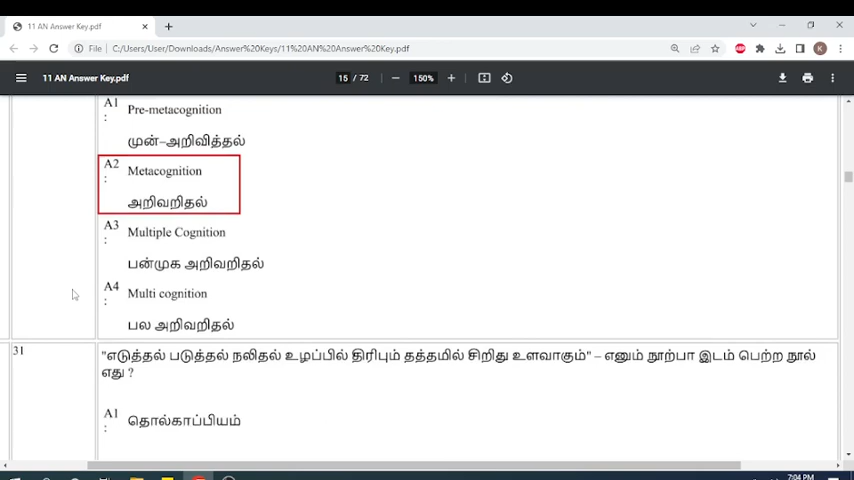 11 AN Answer Key.pdf
File
C:/Users/User/Downloads/Answer%20Keys/11%20AN%20Answer%20Key.pdf
K
11 AN Answer Key.pdf
15 / 72
150%
A1 Pre-metacognition
:
முன்–அறிவித்தல்
A2 Metacognition
:
அறிவறிதல்
A3 Multiple Cognition
:
பன்முக அறிவறிதல்
A4 Multi cognition
:
பல அறிவறிதல்
31 "எடுத்தல் படுத்தல் நலிதல் உழப்பில் திரிபும் தத்தமில் சிறிது உளவாகும்" – எனும் நூற்பா இடம் பெற்ற நூல்
எது ?
A1 தொல்காப்பியம்
:
7:04 PM